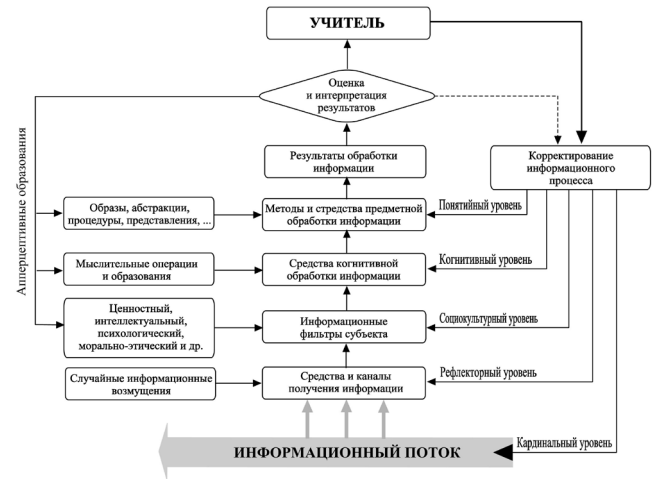 УЧИТЕЛЬ
Оценка
и интерпретация
результатов
Апперцептивные образования
Результаты обработки
информации
Корректирование
информационного
процесса
Образы, абстракции,
процедуры, представления, ...
Методы и стредства предметной
обработки информации
Понятийный уровень
Мыслительные операции
и образования
Средства когнитивной
обработки информации
Когнитивный уровень
Ценностный,
интеллектуальный,
психологический,
морально-этический и др.
Информационные
фильтры субъекта
Социокультурный уровень
Случайные информационные
возмущения
Средства и каналы
получения информации
Рефлекторный уровень
ИНФОРМАЦИОННЫЙ ПОТОК
Кардинальный уровень